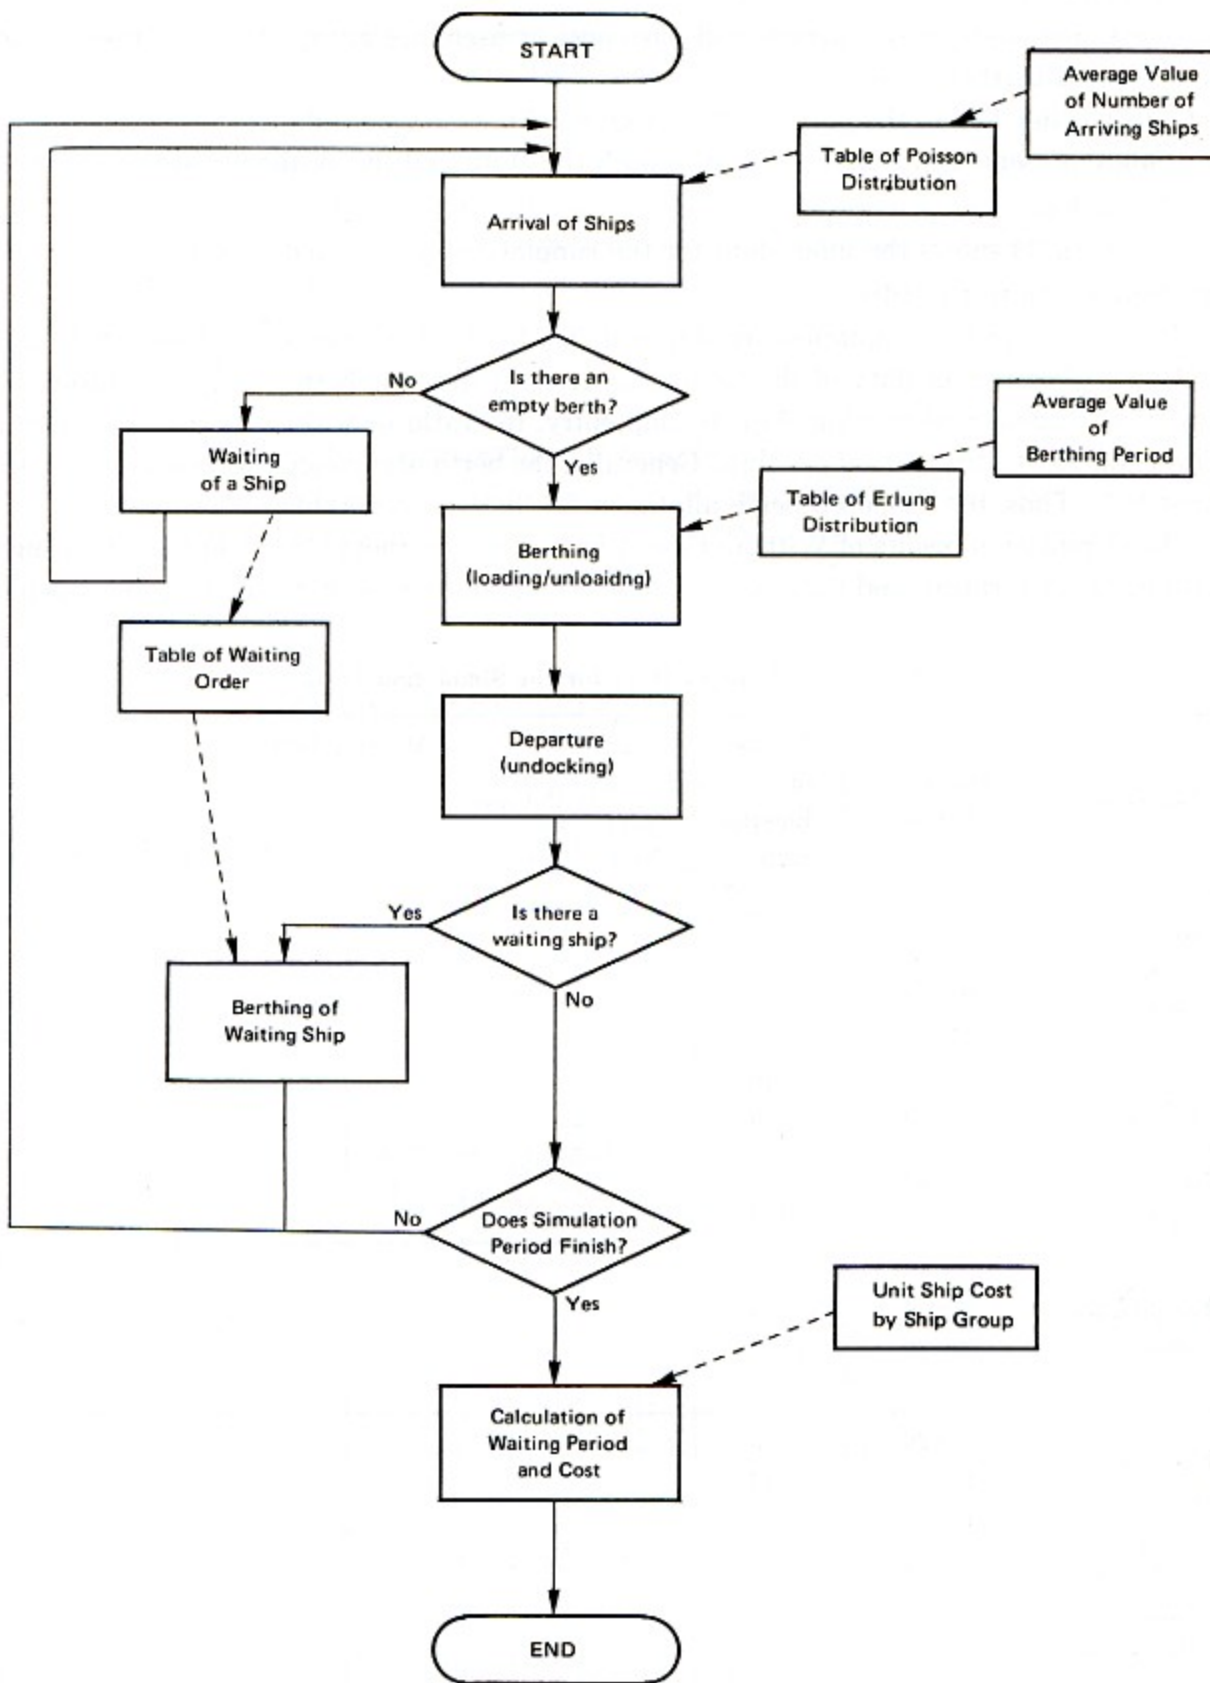 START
Average Value
of Number of
Arriving Ships
Table of Poisson
Distribution
Arrival of Ships
Is there an
empty berth?
No
Yes
Average Value
of
Berthing Period
Waiting
of a Ship
Table of Erlung
Distribution
Berthing
(loading/unloaidng)
Table of Waiting
Order
Departure
(undocking)
Is there a
waiting ship?
Yes
No
Berthing of
Waiting Ship
Does Simulation
Period Finish?
No
Yes
Unit Ship Cost
by Ship Group
Calculation of
Waiting Period
and Cost
END